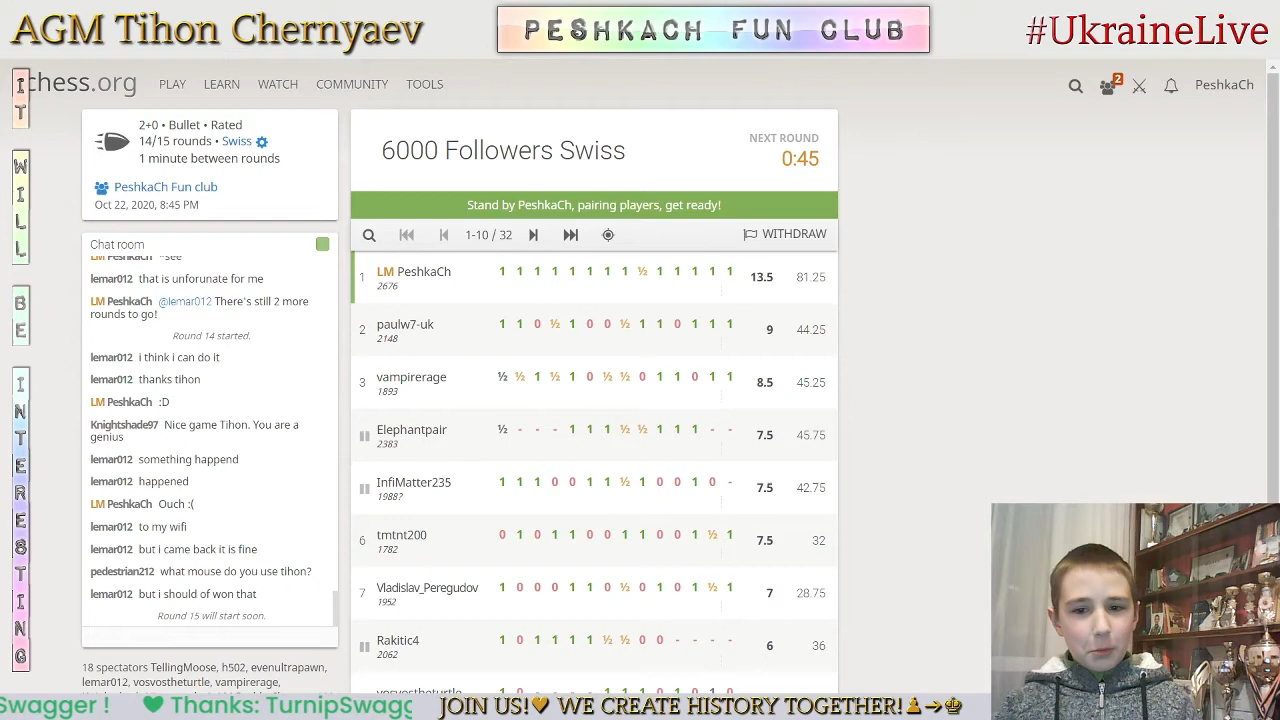 AGM Tihon Chernyaev
PESHKACH FUN CLUB
#UkraineLive
IT
WILL
BE
INTERESTING
chess.org
PLAY LEARN WATCH COMMUNITY TOOLS
2
PeshkaCh
2+0 • Bullet • Rated
14/15 rounds • Swiss
1 minute between rounds
PeshkaCh Fun club
Oct 22, 2020, 8:45 PM
Chat room
LM PeshkaCh *see
lemar012 that is unforunate for me
LM PeshkaCh @lemar012 There's still 2 more
rounds to go!
Round 14 started.
lemar012 i think i can do it
lemar012 thanks tihon
LM PeshkaCh :D
Knightshade97 Nice game Tihon. You are a
genius
lemar012 something happend
lemar012 happened
LM PeshkaCh Ouch :(
lemar012 to my wifi
lemar012 but i came back it is fine
pedestrian212 what mouse do you use tihon?
lemar012 but i should of won that
Round 15 will start soon.
18 spectators TellingMoose, h502, evenultrapawn,
lemar012, vosvostheturtle, vampirerage,
6000 Followers Swiss
NEXT ROUND
0:45
Stand by PeshkaCh, pairing players, get ready!
1-10 / 32
WITHDRAW
1 LM PeshkaCh 1 1 1 1 1 1 1 1 ½ 1 1 1 1 1 13.5 81.25
2676
2 paulw7-uk 1 1 0 ½ 1 0 0 ½ 1 1 0 1 1 1 9 44.25
2148
3 vampirerage ½ ½ 1 ½ 1 0 ½ ½ 0 1 1 0 1 1 8.5 45.25
1893
Elephantpair ½ - - - 1 1 1 ½ ½ 1 1 1 - - 7.5 45.75
2383
InfiMatter235 1 1 1 0 0 1 1 ½ 1 0 0 1 0 - 7.5 42.75
1988?
6 tmtnt200 0 1 0 1 0 0 1 1 0 0 1 1 ½ 1 7.5 32
1782
7 Vladislav_Peregudov 1 0 0 0 1 1 0 ½ 0 1 0 1 ½ 1 7 28.75
1952
Rakitic4 1 0 1 1 1 1 ½ ½ 0 0 - - - - 6 36
2062
vosvostheturtle
Swagger ! Thanks: TurnipSwagg
JOIN US! WE CREATE HISTORY TOGETHER!